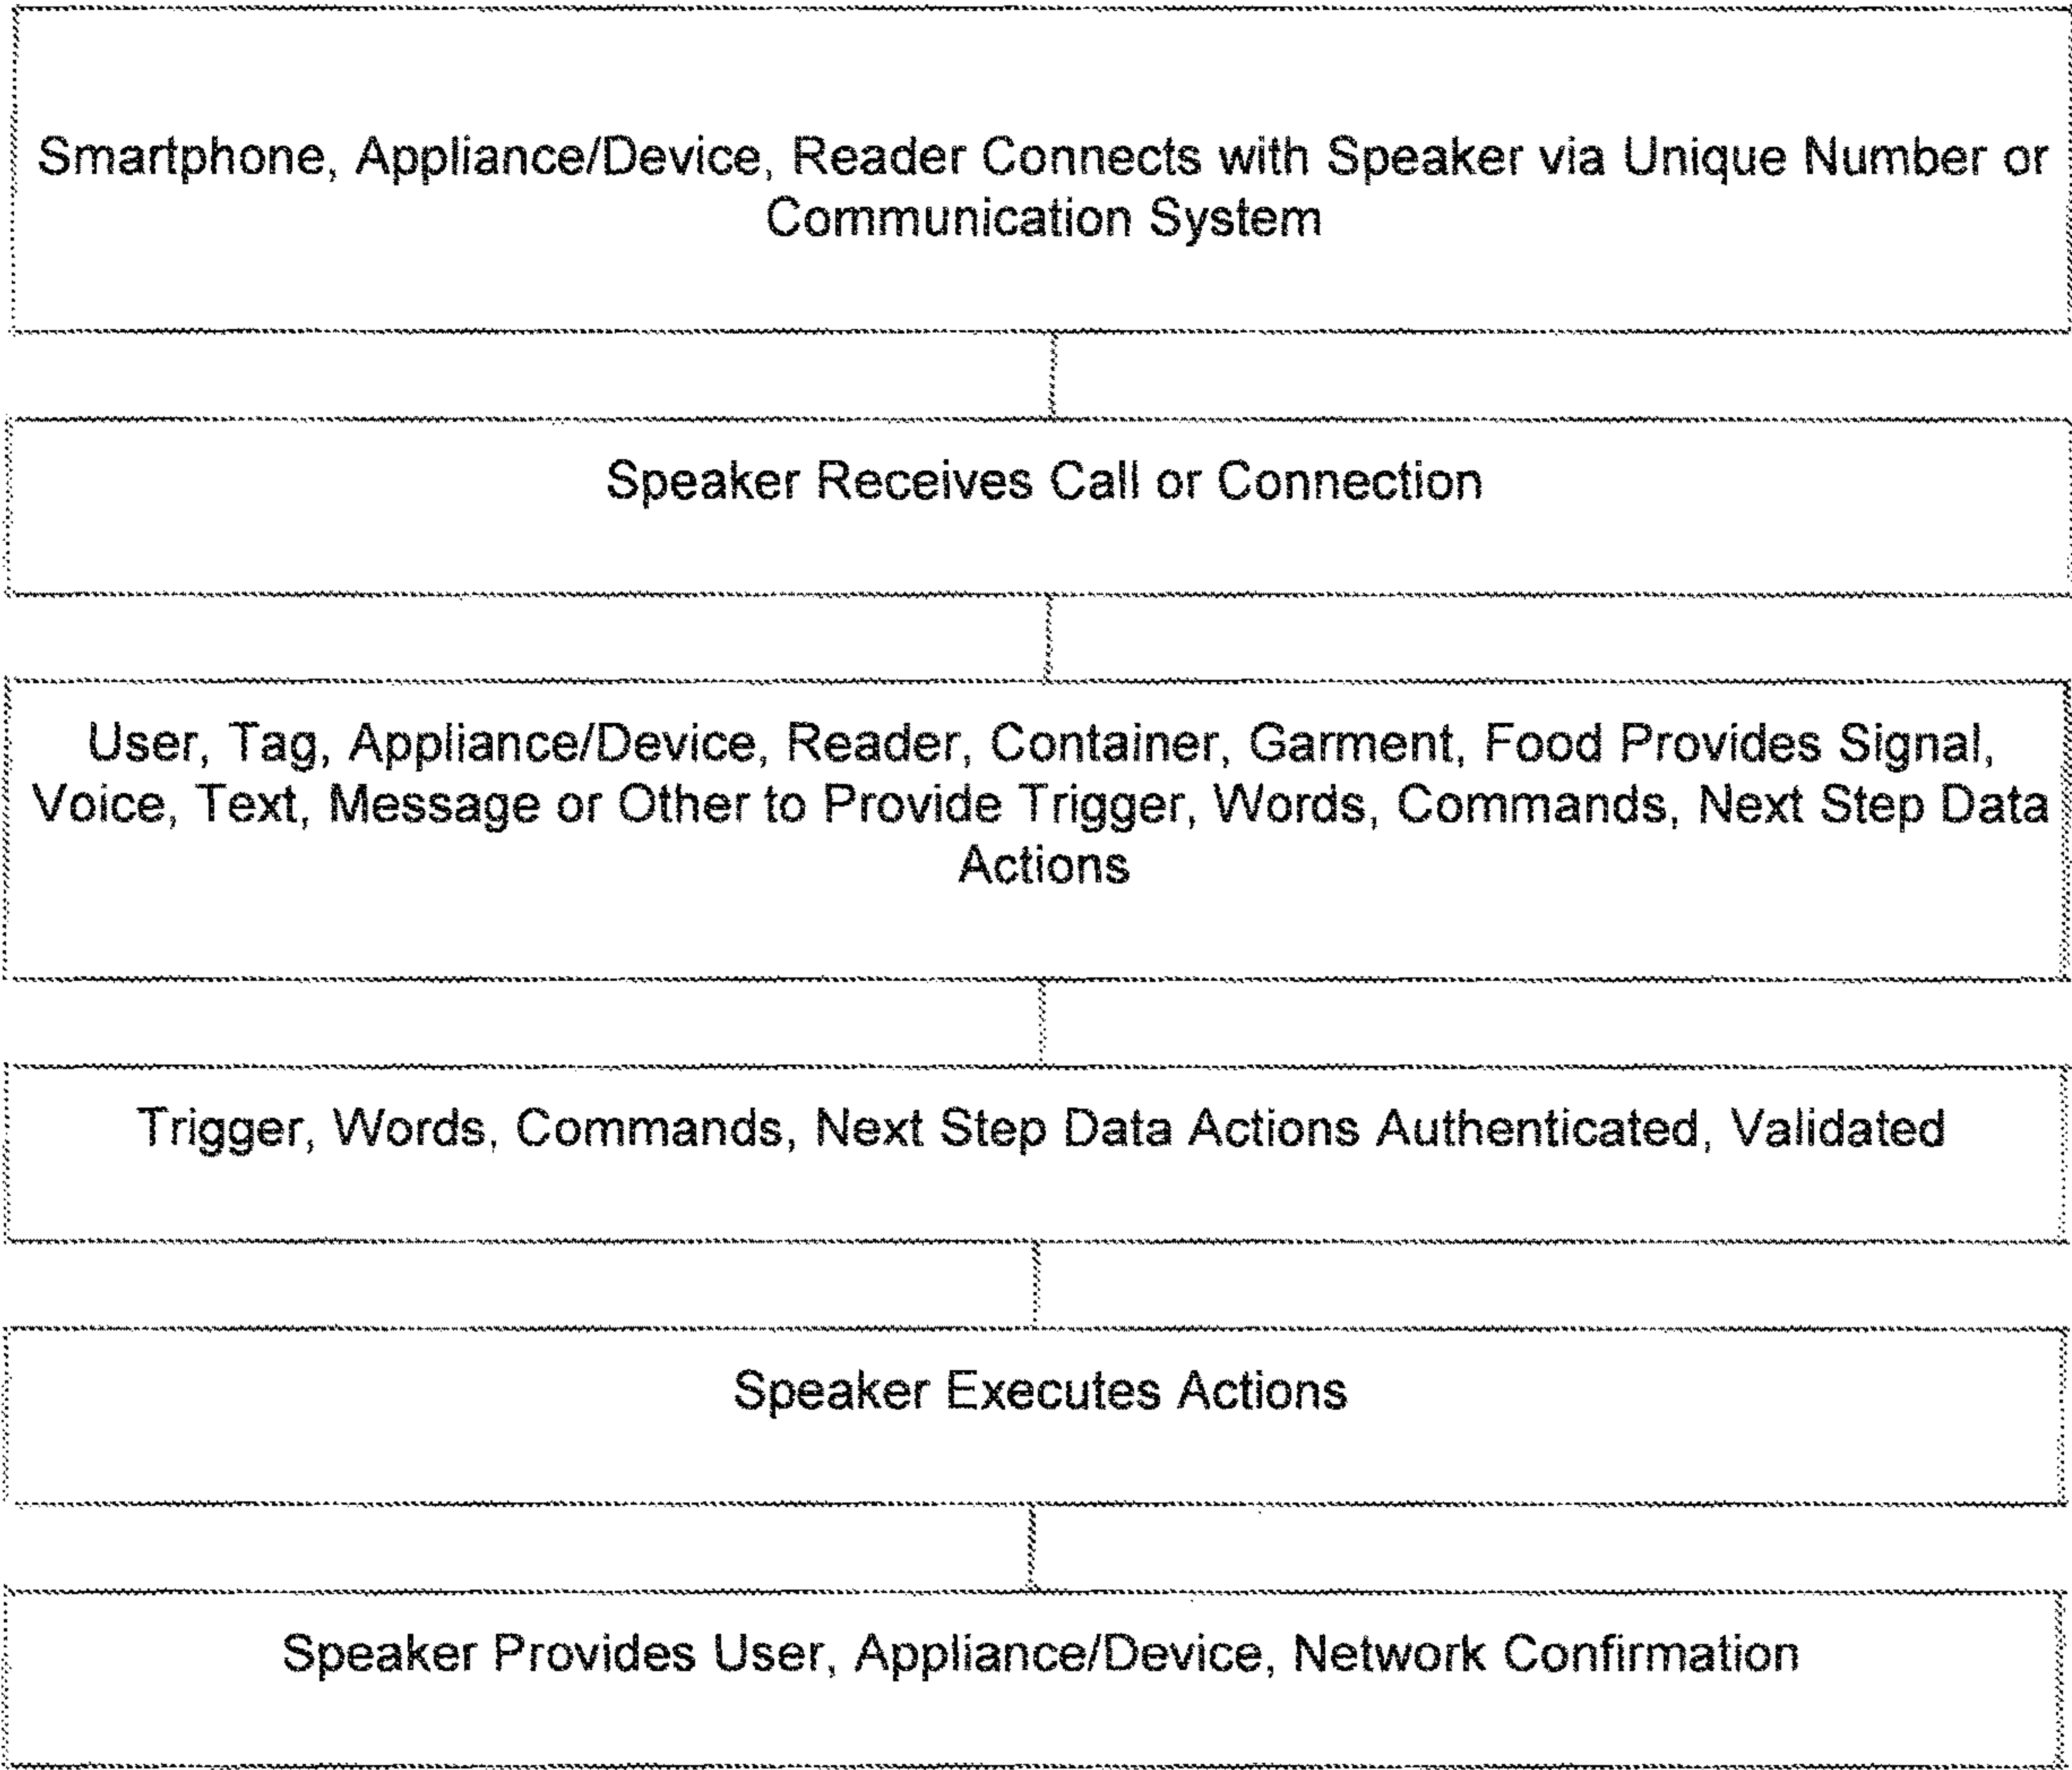 Smartphone, Appliance/Device, Reader Connects with Speaker via Unique Number or
Communication System
Speaker Receives Call or Connection
User, Tag, Appliance/Device, Reader, Container, Garment, Food Provides Signal,
Voice, Text, Message or Other to Provide Trigger, Words, Commands, Next Step Data
Actions
Trigger, Words, Commands, Next Step Data Actions Authenticated, Validated
Speaker Executes Actions
Speaker Provides User, Appliance/Device, Network Confirmation